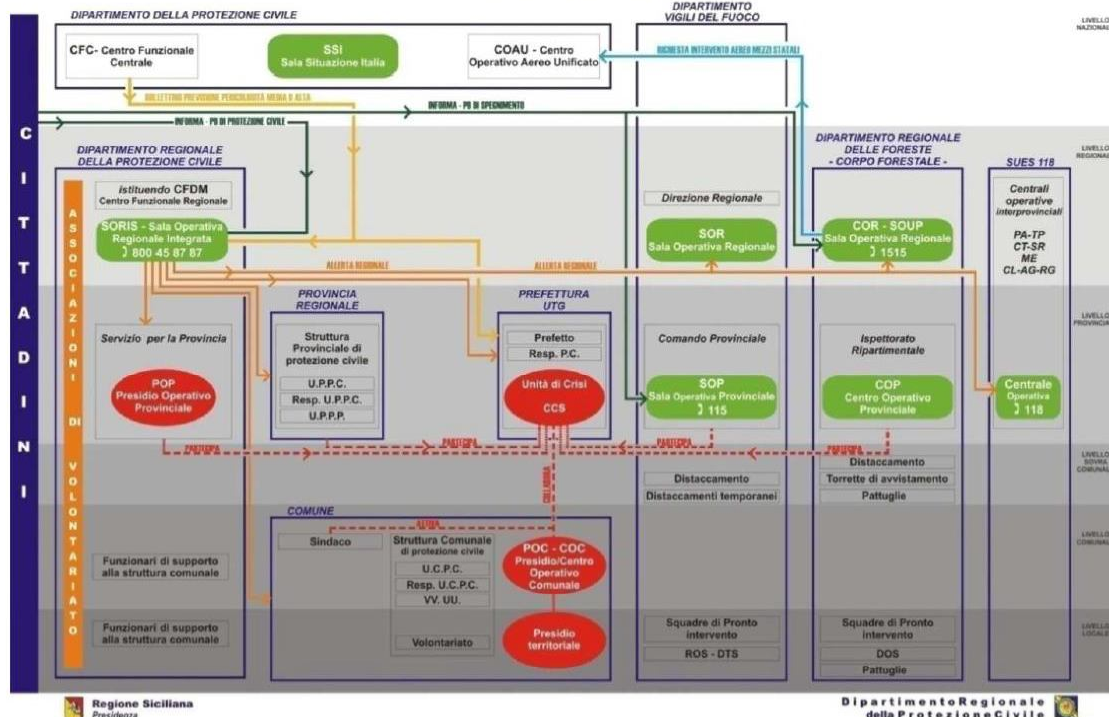 DIPARTIMENTO DELLA PROTEZIONE CIVILE
CFC- Centro Funzionale
Centrale
SSI
Sala Situazione Italia
COAU - Centro
Operativo Aereo Unificato
DIPARTIMENTO
VIGILI DEL FUOCO
RICHIESTA INTERVENTO AEREO MEZZI STATALI
LIVELLO
NAZIONALE
BOLLETTINO PREVISIONE PERICOLOSITÀ MEDIA O ALTA
INFORMA - PD DI SPEGNIMENTO
INFORMA - PD DI PROTEZIONE CIVILE
CITTADINI
ASSOCIAZIONI DI VOLONTARIATO
DIPARTIMENTO REGIONALE
DELLA PROTEZIONE CIVILE
istituendo CFDM
Centro Funzionale Regionale
SORIS - Sala Operativa
Regionale Integrata
800 45 87 87
Direzione Regionale
SOR
Sala Operativa Regionale
DIPARTIMENTO REGIONALE
DELLE FORESTE
- CORPO FORESTALE -
COR - SOUP
Sala Operativa Regionale
1515
SUES 118
Centrali
operative
interprovinciali
PA-TP
CT-SR
ME
CL-AG-RG
LIVELLO
REGIONALE
ALLERTA REGIONALE
ALLERTA REGIONALE
Servizio per la Provincia
POP
Presidio Operativo
Provinciale
PROVINCIA
REGIONALE
Struttura
Provinciale di
protezione civile
U.P.P.C.
Resp. U.P.P.C.
U.P.P.P.
PREFETTURA
UTG
Prefetto
Resp. P.C.
Unità di Crisi
CCS
Comando Provinciale
SOP
Sala Operativa Provinciale
115
Ispettorato
Ripartimentale
COP
Centro Operativo
Provinciale
Centrale
Operativa
118
LIVELLO
PROVINCIALE
PARTECIPA
PARTECIPA
PARTECIPA
PARTECIPA
COLLABORA
Distaccamento
Distaccamenti temporanei
Distaccamento
Torrette di avvistamento
Pattuglie
LIVELLO
SOVRA
COMUNALE
COMUNE
ATTIVA
Sindaco
Struttura Comunale
di protezione civile
U.C.P.C.
Resp. U.C.P.C.
VV. UU.
Volontariato
POC - COC
Presidio/Centro
Operativo
Comunale
Presidio
territoriale
Funzionari di supporto
alla struttura comunale
LIVELLO
COMUNALE
Funzionari di supporto
alla struttura comunale
Squadre di Pronto
intervento
ROS - DTS
Squadre di Pronto
intervento
DOS
Pattuglie
LIVELLO
LOCALE
Regione Siciliana
Presidenza
Dipartimento Regionale
della Protezione Civile